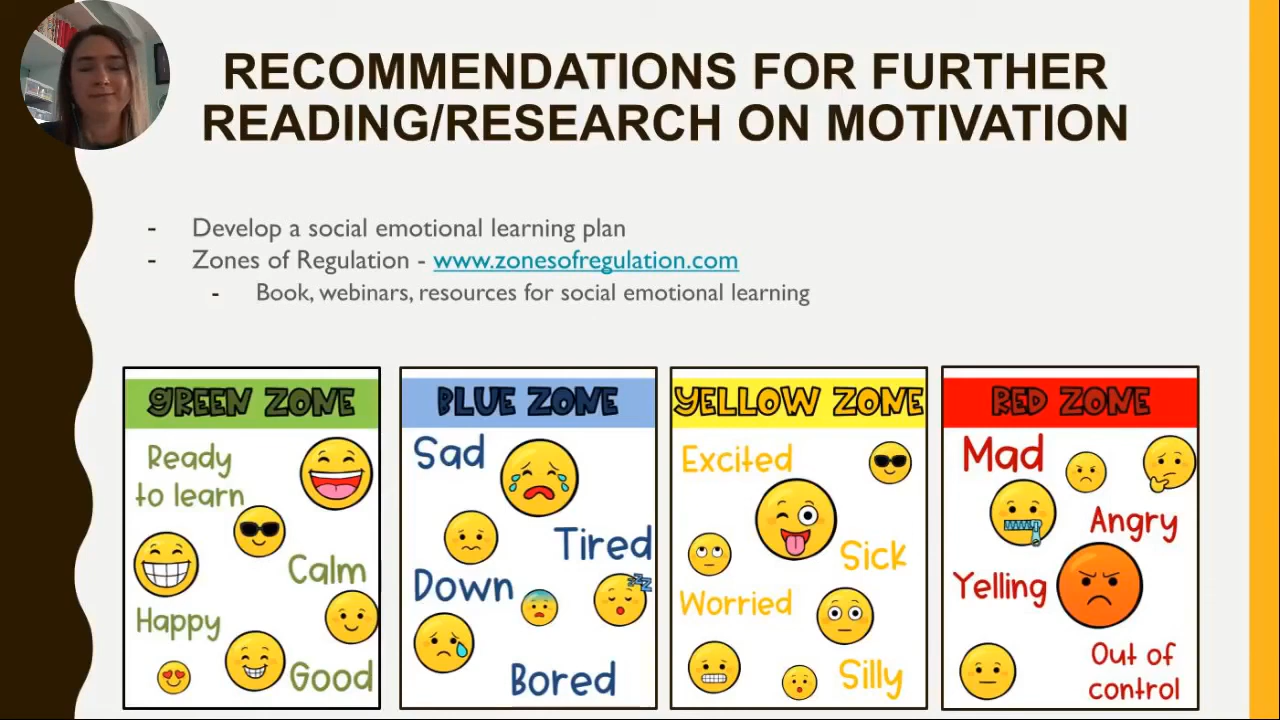 RECOMMENDATIONS FOR FURTHER
READING/RESEARCH ON MOTIVATION
- Develop a social emotional learning plan
- Zones of Regulation - www.zonesofregulation.com
- Book, webinars, resources for social emotional learning
GREEN ZONE
Ready
to learn
Calm
Happy
Good
BLUE ZONE
Sad
Tired
Down
Bored
YELLOW ZONE
Excited
Sick
Worried
Silly
RED ZONE
Mad
Angry
Yelling
Out of
control